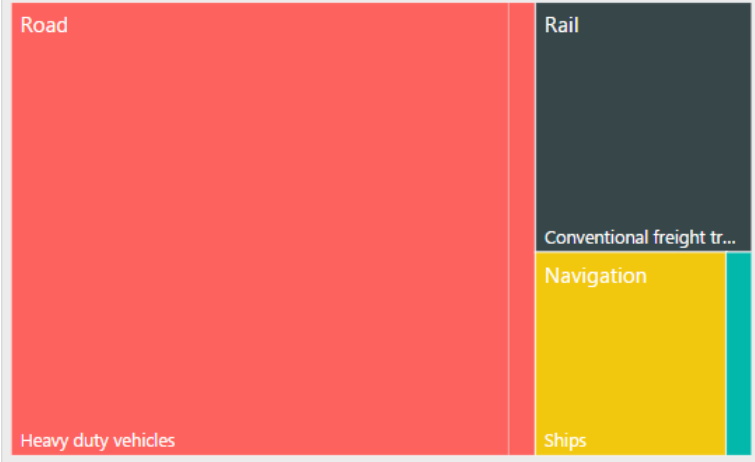 Road
Rail
Conventional freight tr...
Navigation
Heavy duty vehicles
Ships